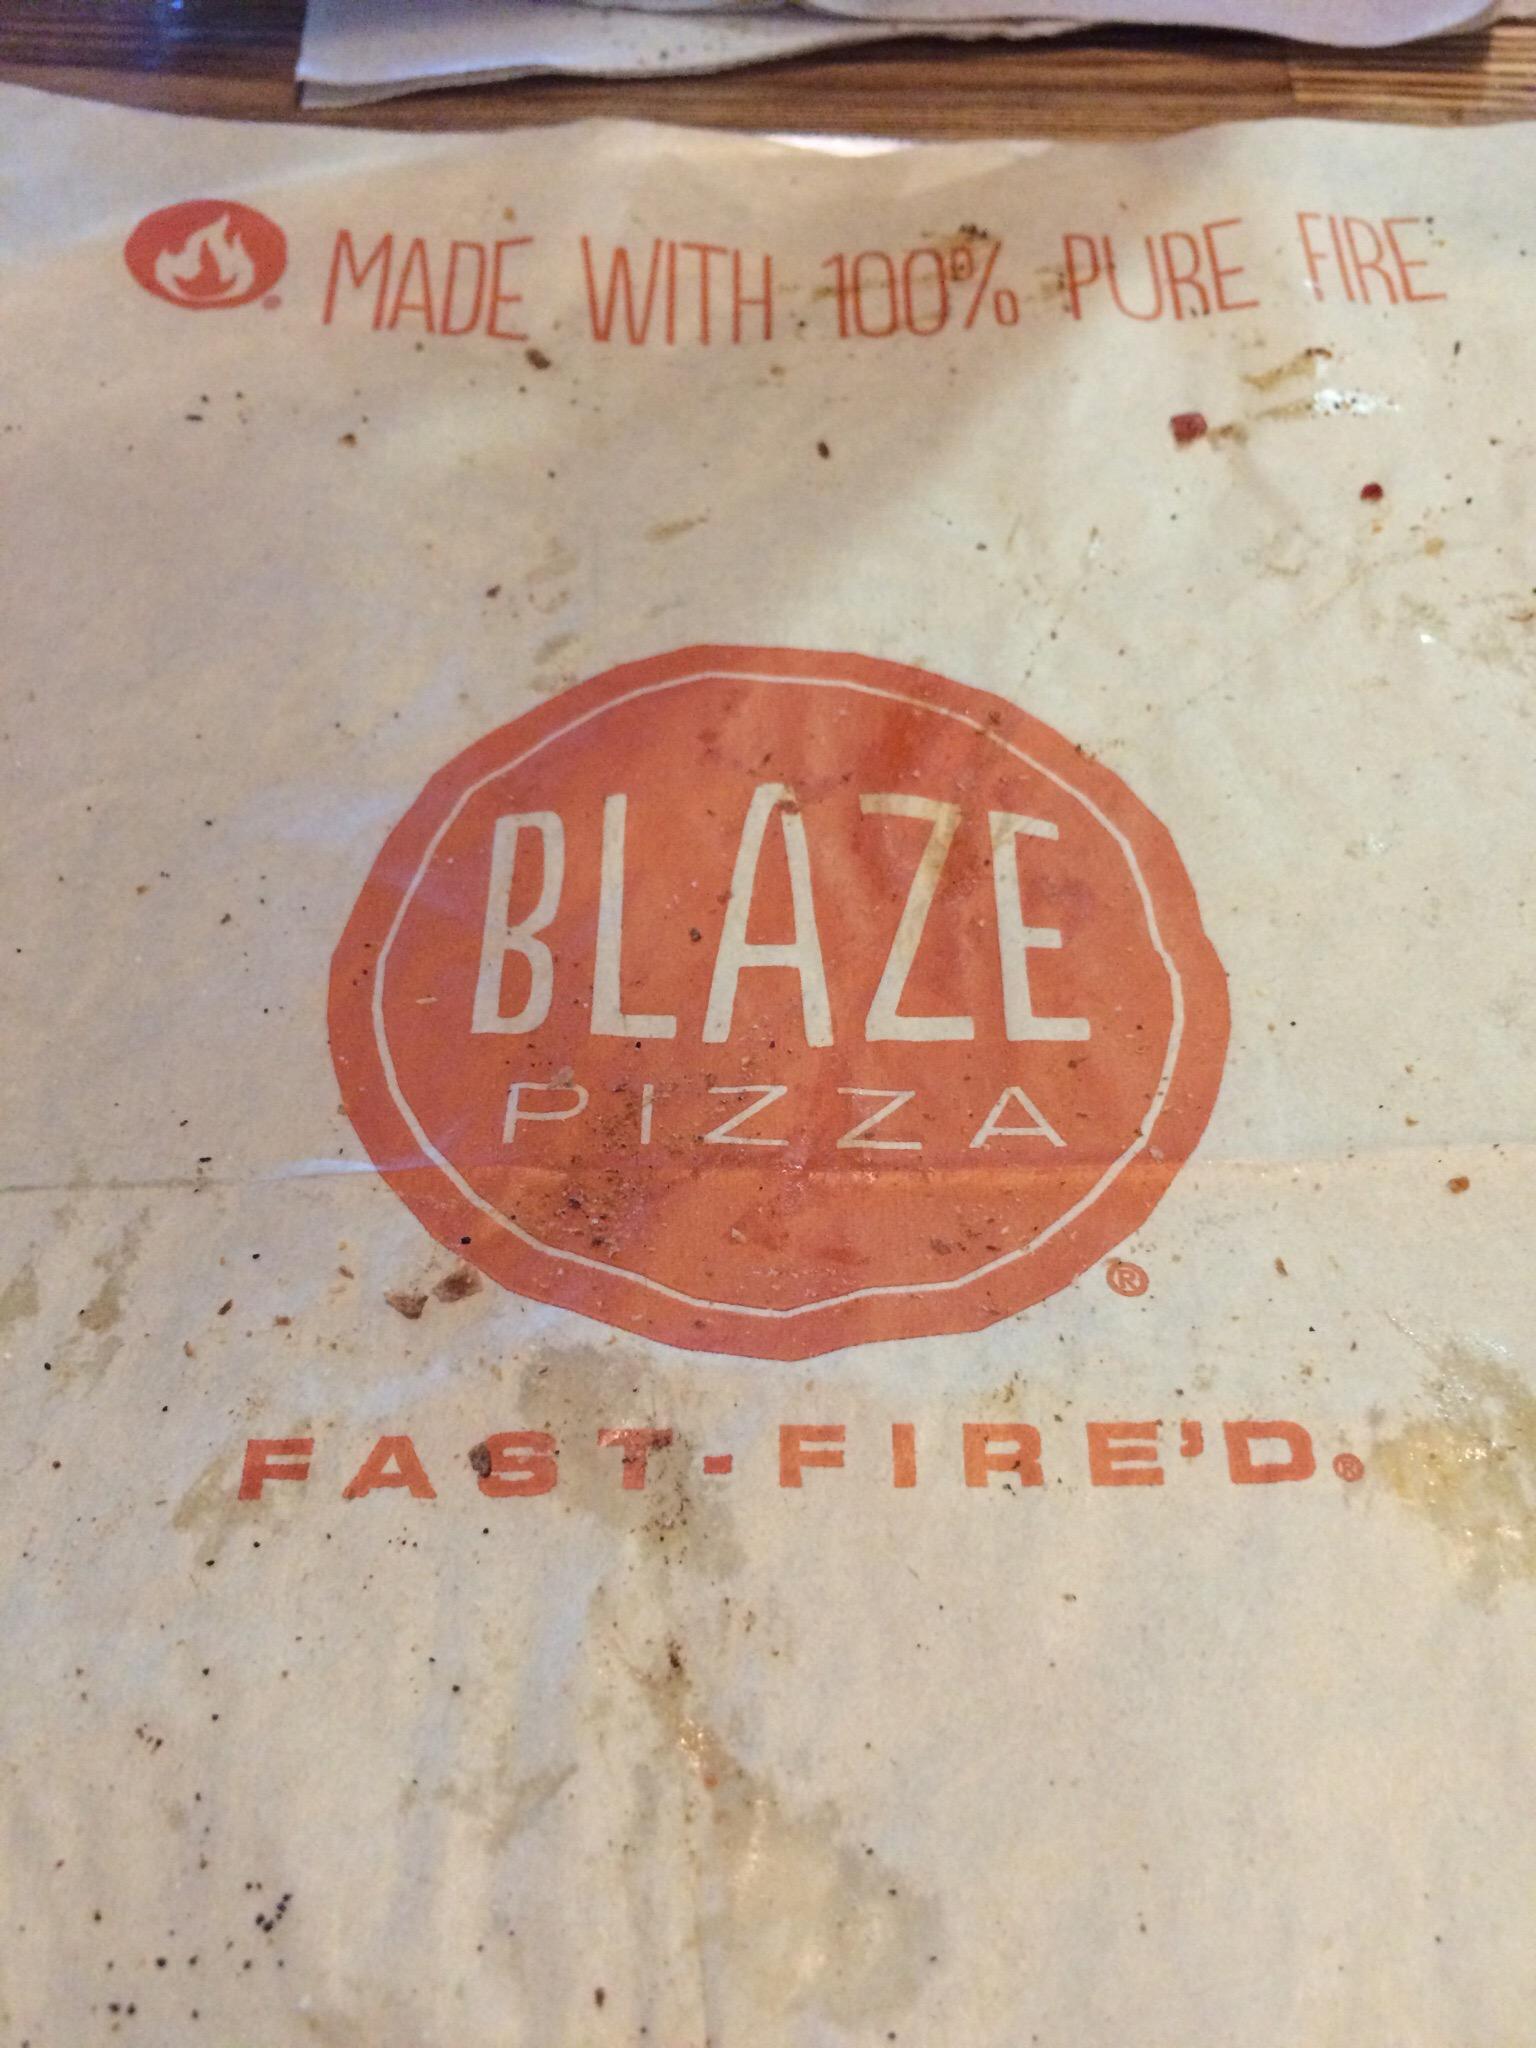 MADE WITH 100% PURE FIRE
BLAZE
PIZZA
®
FAST-FIRE'D®